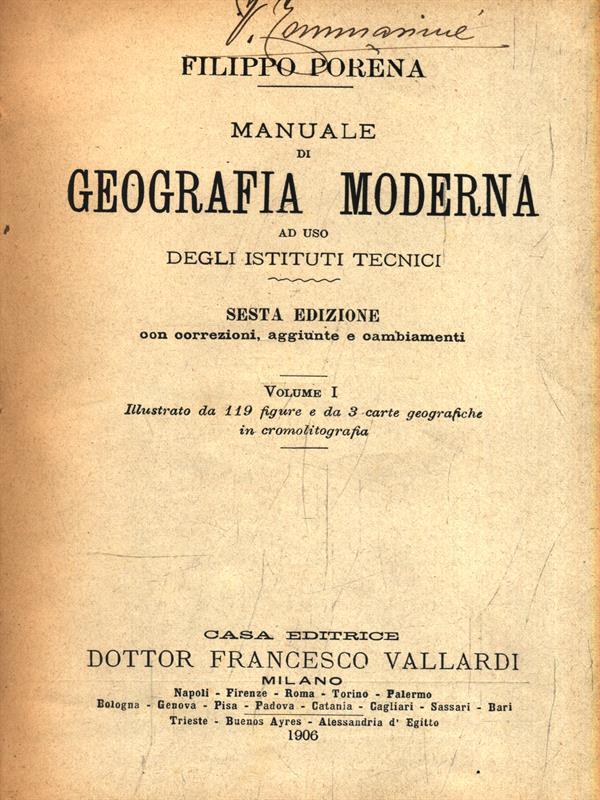 FILIPPO PORENA
MANUALE
DI
GEOGRAFIA MODERNA
AD USO
DEGLI ISTITUTI TECNICI
SESTA EDIZIONE
con correzioni, aggiunte e cambiamenti
VOLUME I
Illustrato da 119 figure e da 3 carte geografiche
in cromolitografia
CASA EDITRICE
DOTTOR FRANCESCO VALLARDI
MILANO
Napoli - Firenze - Roma - Torino - Palermo
Bologna - Genova - Pisa - Padova - Catania - Cagliari - Sassari - Bari
Trieste - Buenos Ayres - Alessandria d' Egitto
1906